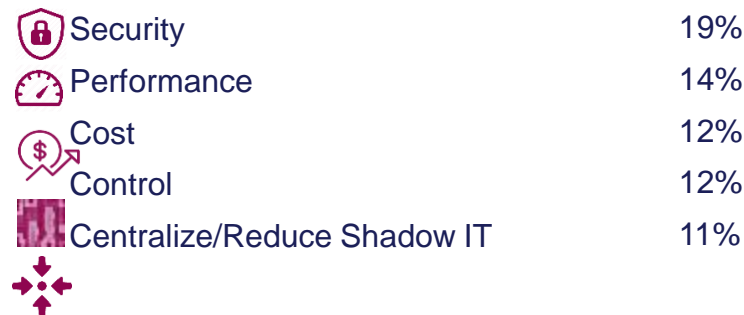 Security 19%
Performance 14%
Cost 12%
Control 12%
Centralize/Reduce Shadow IT 11%